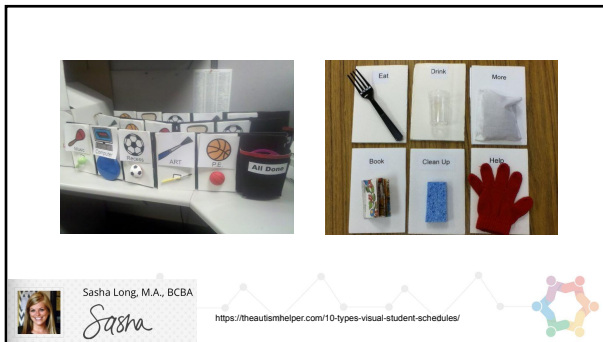 RECESS
ART
P.E
All Done
Eat
Drink
More
Book
Clean Up
Help
Sasha Long, M.A., BCBA
Sasha
https://theautismhelper.com/10-types-visual-student-schedules/